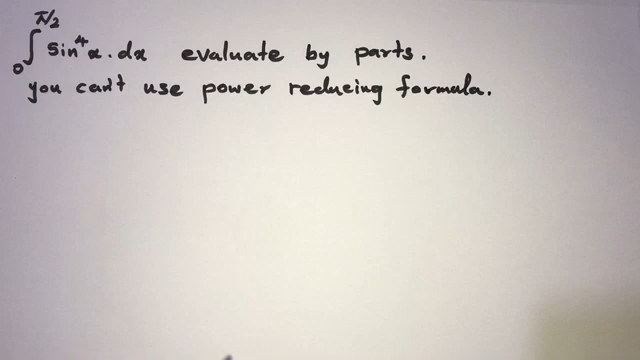 ∫₀^π/2 sin⁴x.dx evaluate by parts.
you can't use power reducing formula.